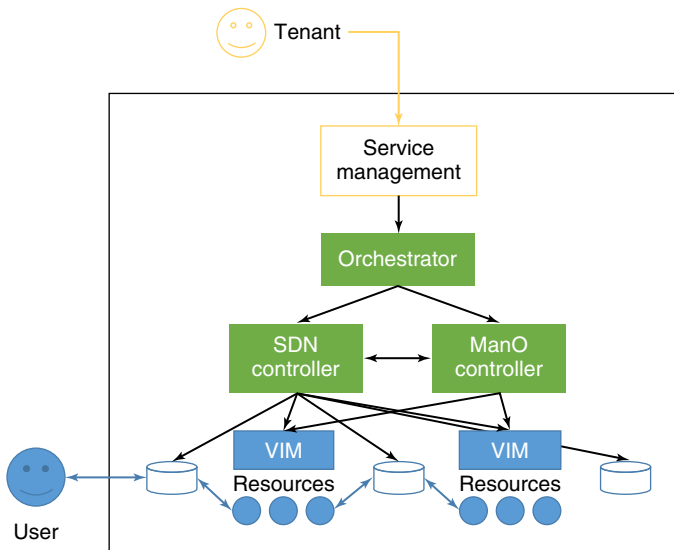 Tenant
Service
management
Orchestrator
SDN
controller
ManO
controller
VIM
VIM
Resources
Resources
User